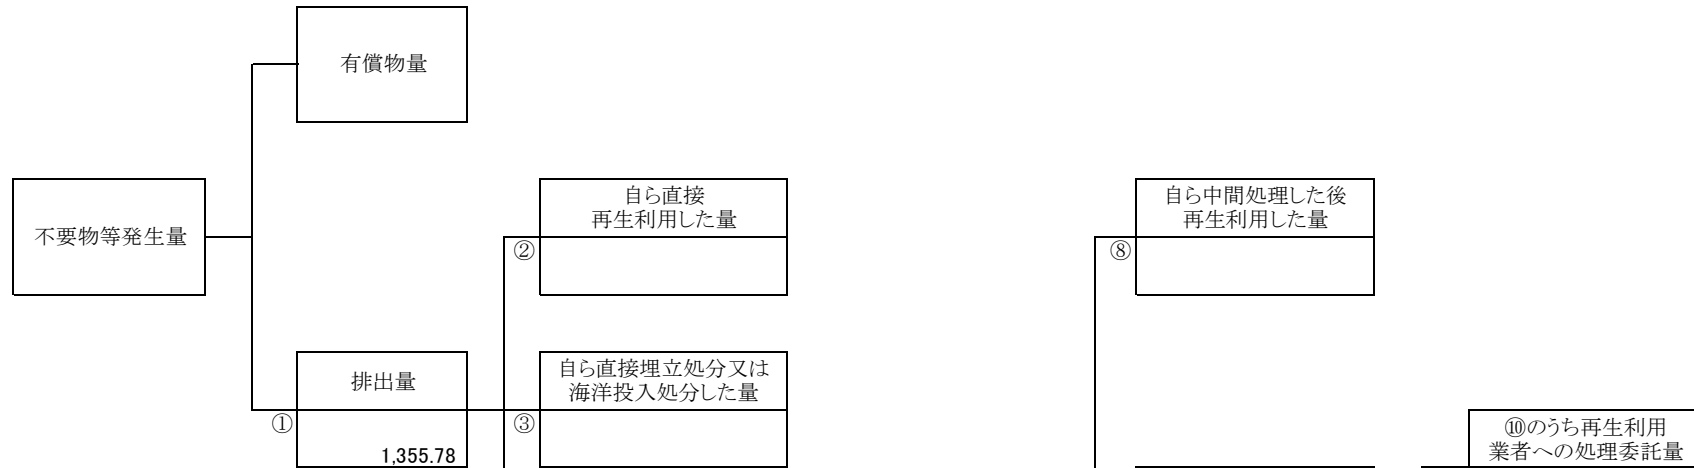 有償物量
不要物等発生量
自ら直接
再生利用した量
②
自ら中間処理した後
再生利用した量
⑧
排出量
①
1,355.78
自ら直接埋立処分又は
海洋投入処分した量
③
⑩のうち再生利用
業者への処理委託量